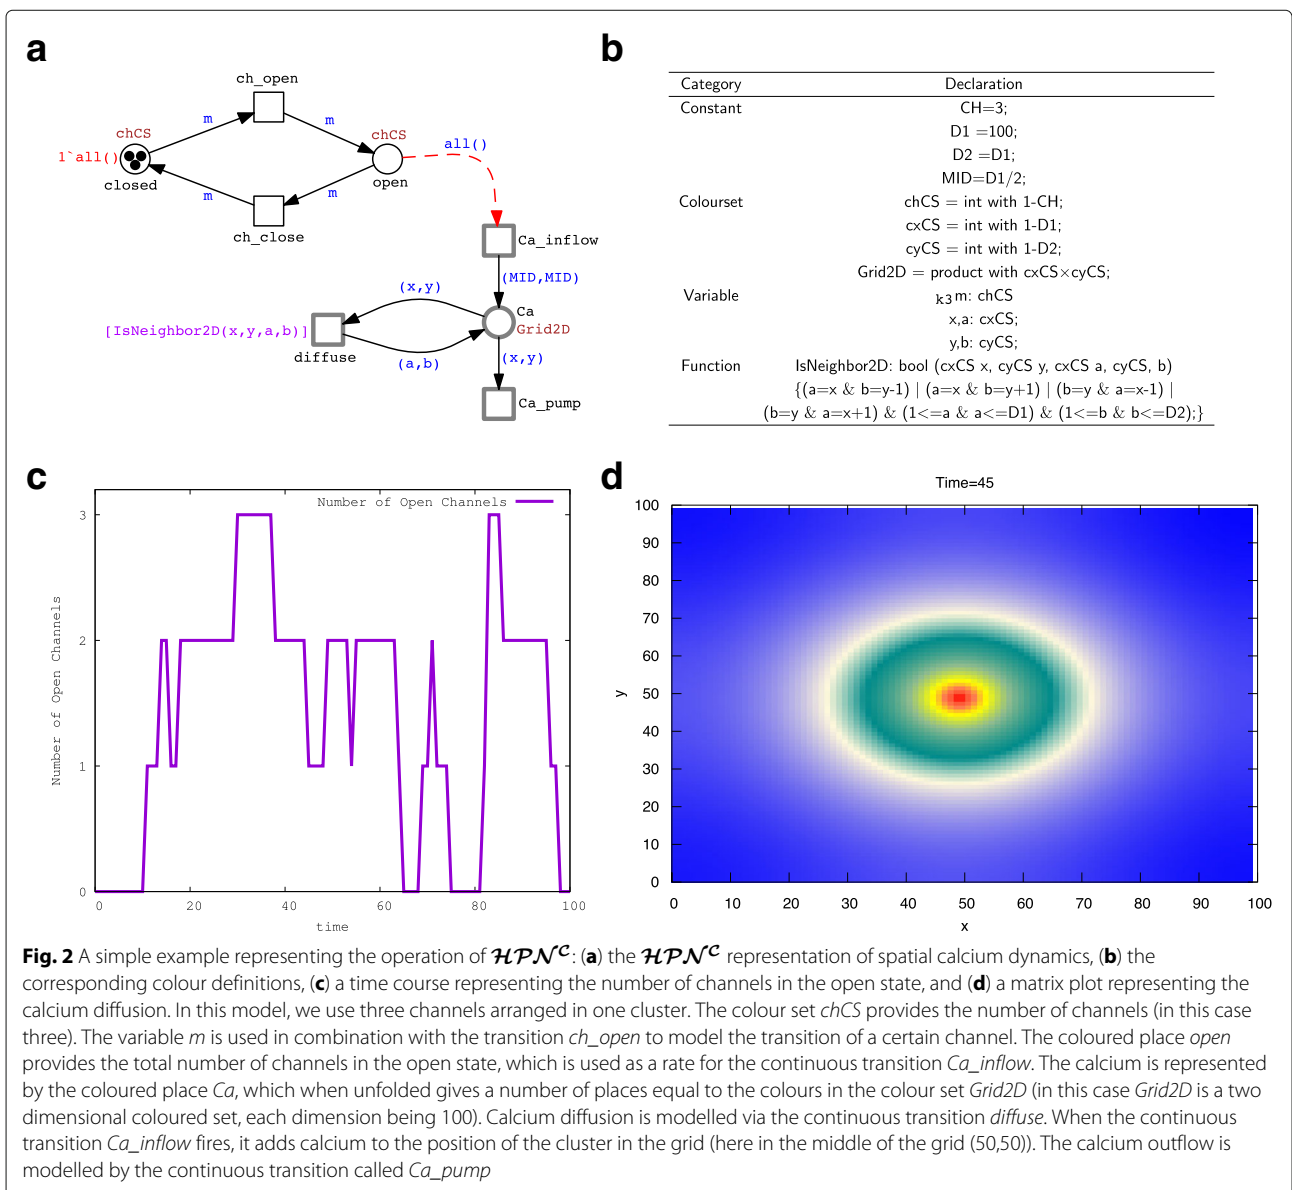 a
ch_open
m
m
chCS
chCS
all()
1`all()
closed
open
m
m
ch_close
Ca_inflow
(MID,MID)
(x,y)
Ca
Grid2D
[IsNeighbor2D(x,y,a,b)]
diffuse
(a,b)
(x,y)
Ca_pump
b
Category Declaration
Constant CH=3;
D1 =100;
D2 =D1;
MID=D1/2;
Colourset chCS = int with 1-CH;
cxCS = int with 1-D1;
cyCS = int with 1-D2;
Grid2D = product with cxCS×cyCS;
Variable k3m: chCS
x,a: cxCS;
y,b: cyCS;
Function IsNeighbor2D: bool (cxCS x, cyCS y, cxCS a, cyCS, b)
{(a=x & b=y-1) | (a=x & b=y+1) | (b=y & a=x-1) |
(b=y & a=x+1) & (1<=a & a<=D1) & (1<=b & b<=D2);}
c
Number of Open Channels
3
2
1
0
Number of Open Channels
0 20 40 60 80 100
time
d
Time=45
100
90
80
70
60
50
40
30
20
10
0
y
0 10 20 30 40 50 60 70 80 90 100
x
Fig. 2 A simple example representing the operation of 𝓗𝓟𝓝^𝓒: (a) the 𝓗𝓟𝓝^𝓒 representation of spatial calcium dynamics, (b) the
corresponding colour definitions, (c) a time course representing the number of channels in the open state, and (d) a matrix plot representing the
calcium diffusion. In this model, we use three channels arranged in one cluster. The colour set chCS provides the number of channels (in this case
three). The variable m is used in combination with the transition ch_open to model the transition of a certain channel. The coloured place open
provides the total number of channels in the open state, which is used as a rate for the continuous transition Ca_inflow. The calcium is represented
by the coloured place Ca, which when unfolded gives a number of places equal to the colours in the colour set Grid2D (in this case Grid2D is a two
dimensional coloured set, each dimension being 100). Calcium diffusion is modelled via the continuous transition diffuse. When the continuous
transition Ca_inflow fires, it adds calcium to the position of the cluster in the grid (here in the middle of the grid (50,50)). The calcium outflow is
modelled by the continuous transition called Ca_pump